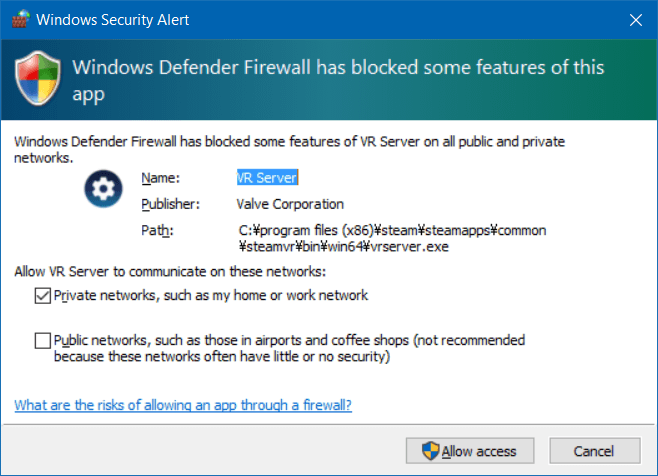 Windows Security Alert
Windows Defender Firewall has blocked some features of this
app
Windows Defender Firewall has blocked some features of VR Server on all public and private
networks.
Name: VR Server
Publisher: Valve Corporation
Path: C:¥program files (x86)¥steam¥steamapps¥common
¥steamvr¥bin¥win64¥vrserver.exe
Allow VR Server to communicate on these networks:
Private networks, such as my home or work network
Public networks, such as those in airports and coffee shops (not recommended
because these networks often have little or no security)
What are the risks of allowing an app through a firewall?
Allow access
Cancel